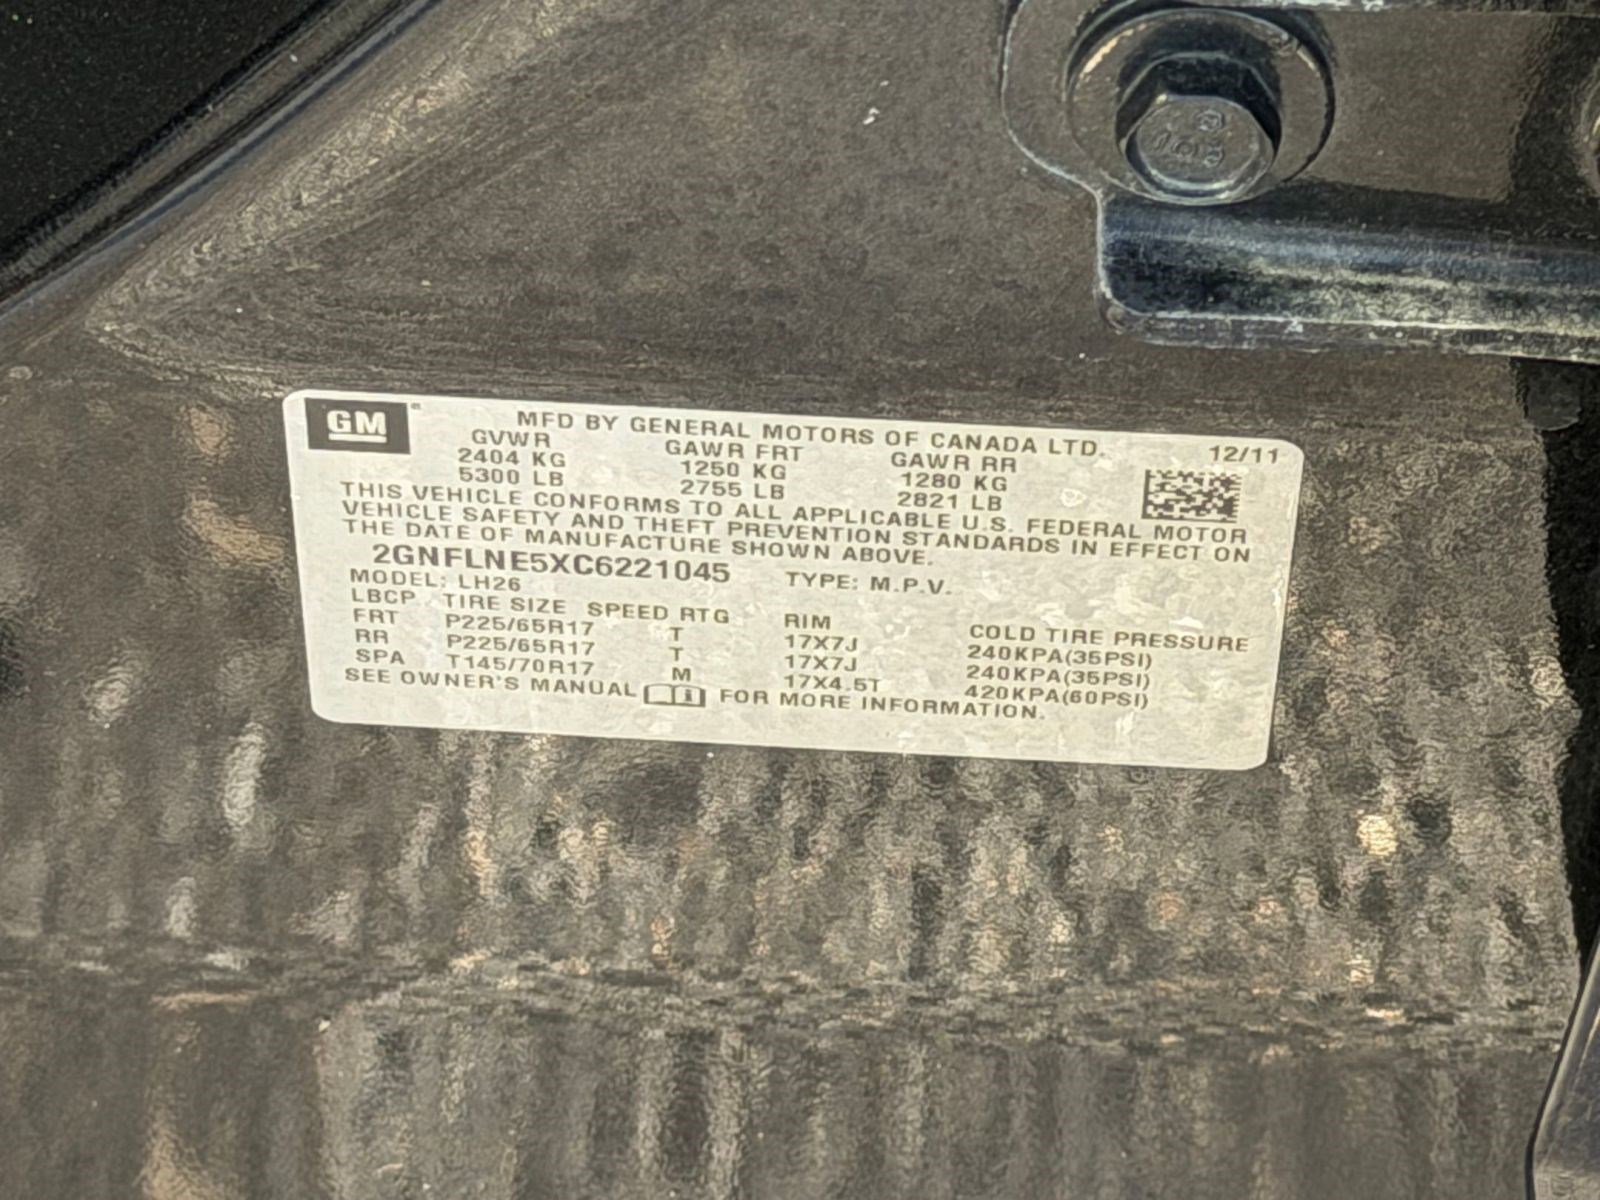 GM
MFD BY GENERAL MOTORS OF CANADA LTD. 12/11
GVWR GAWR FRT GAWR RR
2404 KG 1250 KG 1280 KG
5300 LB 2755 LB 2821 LB
THIS VEHICLE CONFORMS TO ALL APPLICABLE U.S. FEDERAL MOTOR
VEHICLE SAFETY AND THEFT PREVENTION STANDARDS IN EFFECT ON
THE DATE OF MANUFACTURE SHOWN ABOVE.
2GNFLNE5XC6221045 TYPE: M.P.V.
MODEL: LH26
LBCP TIRE SIZE SPEED RTG RIM COLD TIRE PRESSURE
FRT P225/65R17 T 17X7J 240KPA(35PSI)
RR P225/65R17 T 17X7J 240KPA(35PSI)
SPA T145/70R17 M 17X4.5T 420KPA(60PSI)
SEE OWNER'S MANUAL FOR MORE INFORMATION.